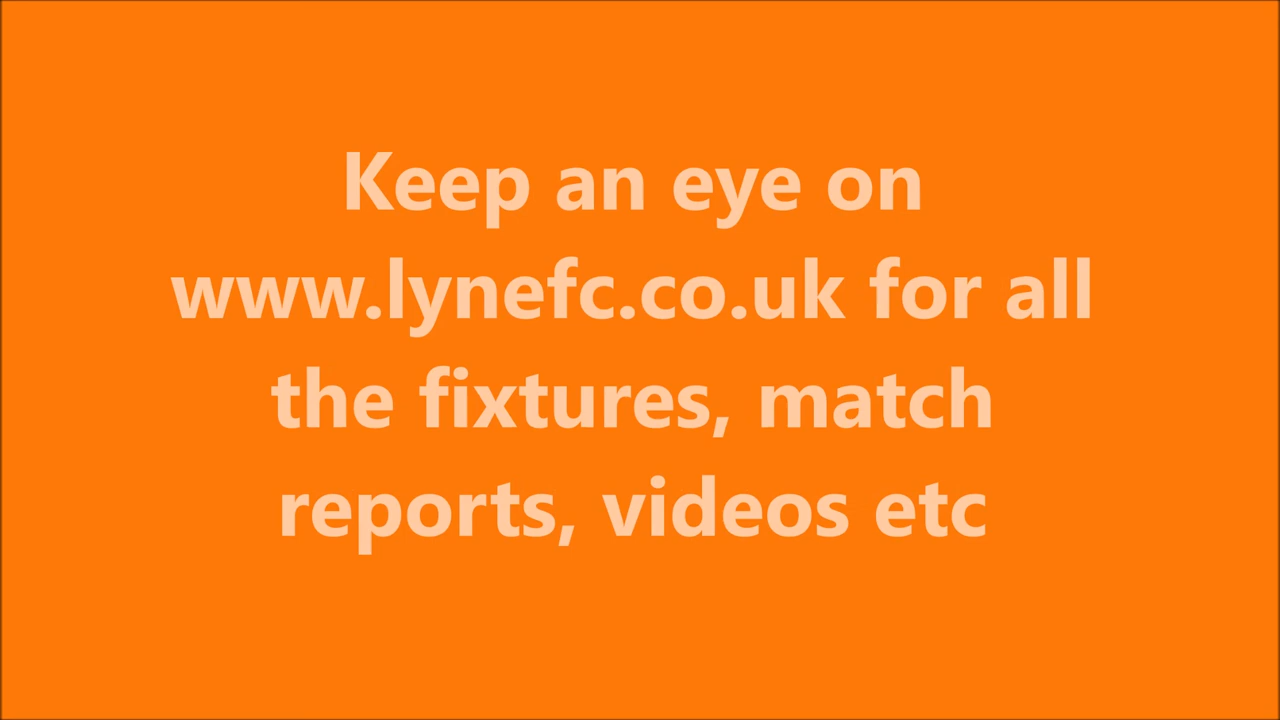 Keep an eye on
www.lynefc.co.uk for all
the fixtures, match
reports, videos etc